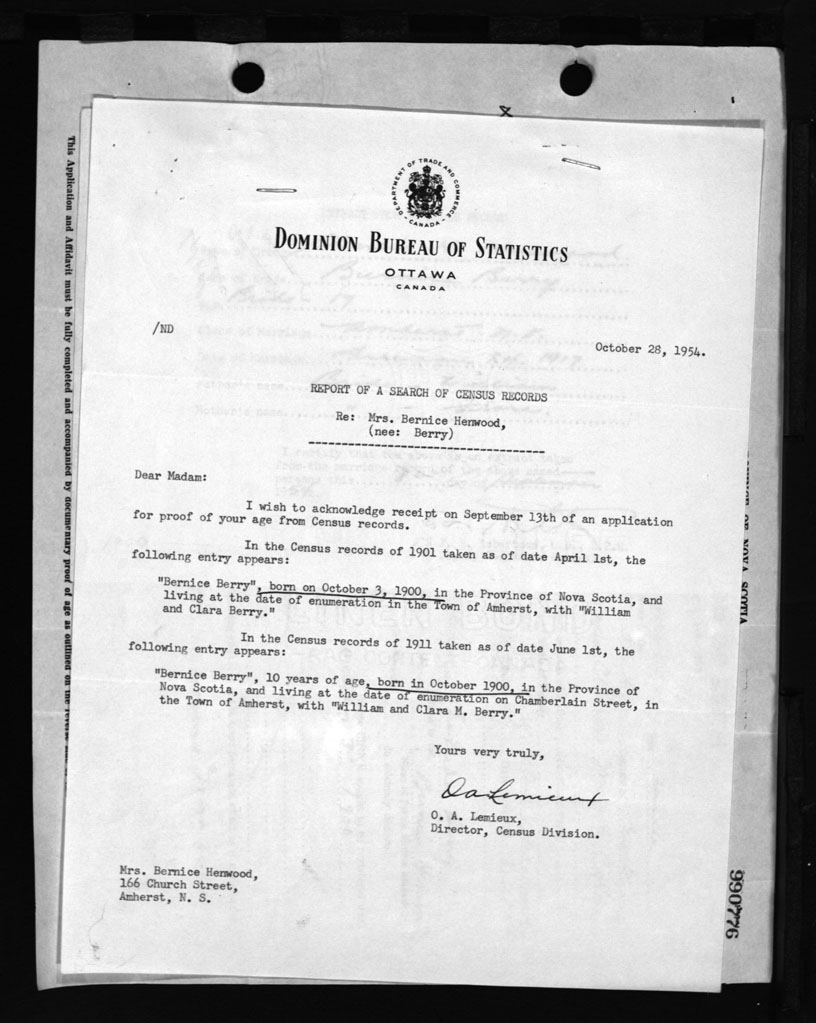 DEPARTMENT OF TRADE AND COMMERCE
CANADA
DOMINION BUREAU OF STATISTICS
OTTAWA
CANADA
/ND
October 28, 1954.
REPORT OF A SEARCH OF CENSUS RECORDS
Re: Mrs. Bernice Henwood,
(nee: Berry)
Dear Madam:
I wish to acknowledge receipt on September 13th of an application
for proof of your age from Census records.
In the Census records of 1901 taken as of date April 1st, the
following entry appears:
"Bernice Berry", born on October 3, 1900, in the Province of Nova Scotia, and
living at the date of enumeration in the Town of Amherst, with "William
and Clara Berry."
In the Census records of 1911 taken as of date June 1st, the
following entry appears:
"Bernice Berry", 10 years of age, born in October 1900, in the Province of
Nova Scotia, and living at the date of enumeration on Chamberlain Street, in
the Town of Amherst, with "William and Clara M. Berry."
Yours very truly,
O A Lemieux
O. A. Lemieux,
Director, Census Division.
Mrs. Bernice Henwood,
166 Church Street,
Amherst, N. S.
This Application and Affidavit must be fully completed and accompanied by documentary proof of age as outlined on the reverse
OF NOVA SCOTIA
990776